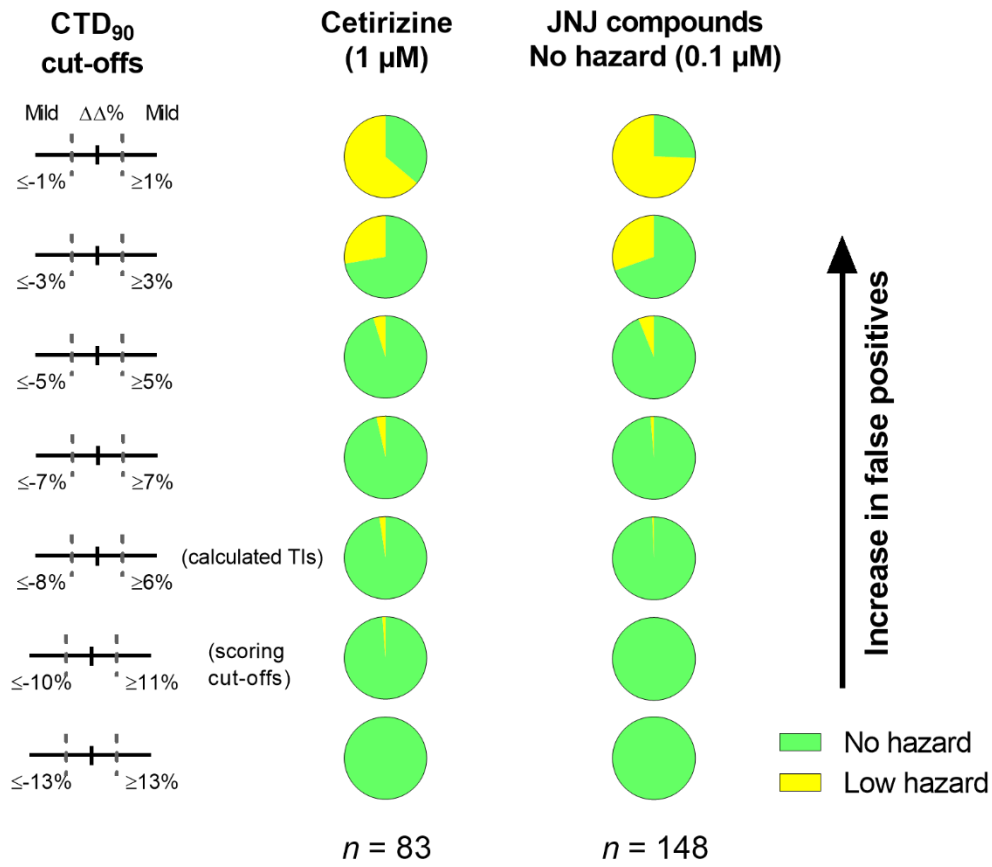 CTD90
cut-offs
Cetirizine
(1 µM)
JNJ compounds
No hazard (0.1 µM)
Mild ΔΔ% Mild
≤-1% ≥1%
≤-3% ≥3%
≤-5% ≥5%
≤-7% ≥7%
≤-8% ≥6%
(calculated TIs)
≤-10% ≥11%
(scoring
cut-offs)
≤-13% ≥13%
Increase in false positives
No hazard
Low hazard
n = 83
n = 148